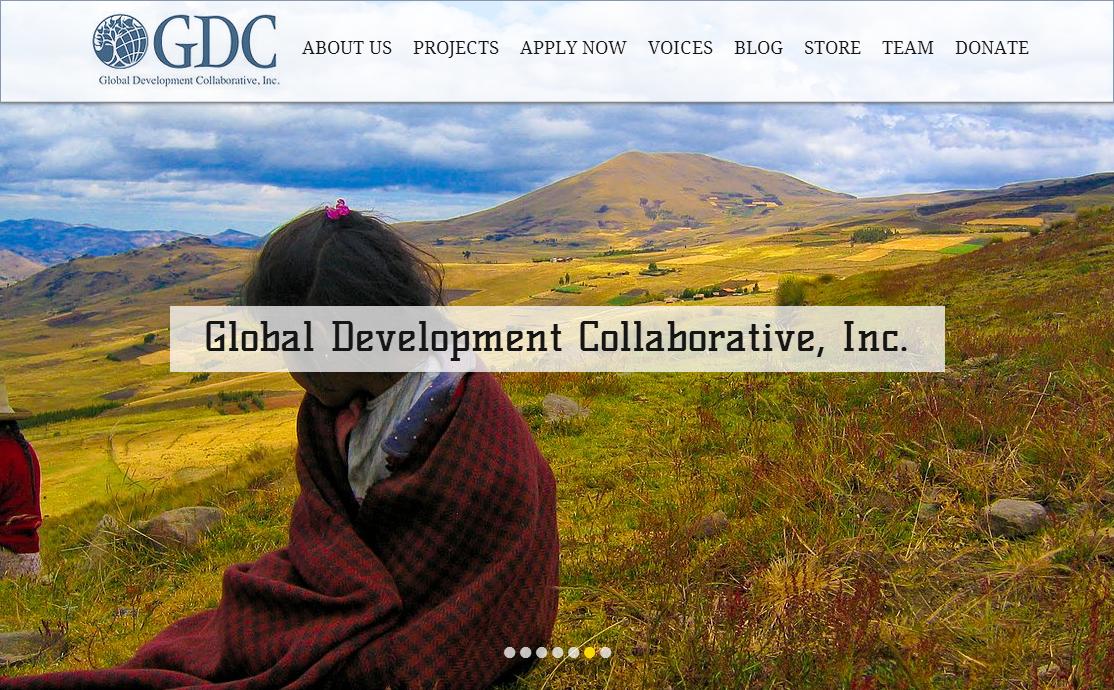 GDC
Global Development Collaborative, Inc.
ABOUT US PROJECTS APPLY NOW VOICES BLOG STORE TEAM DONATE
Global Development Collaborative, Inc.